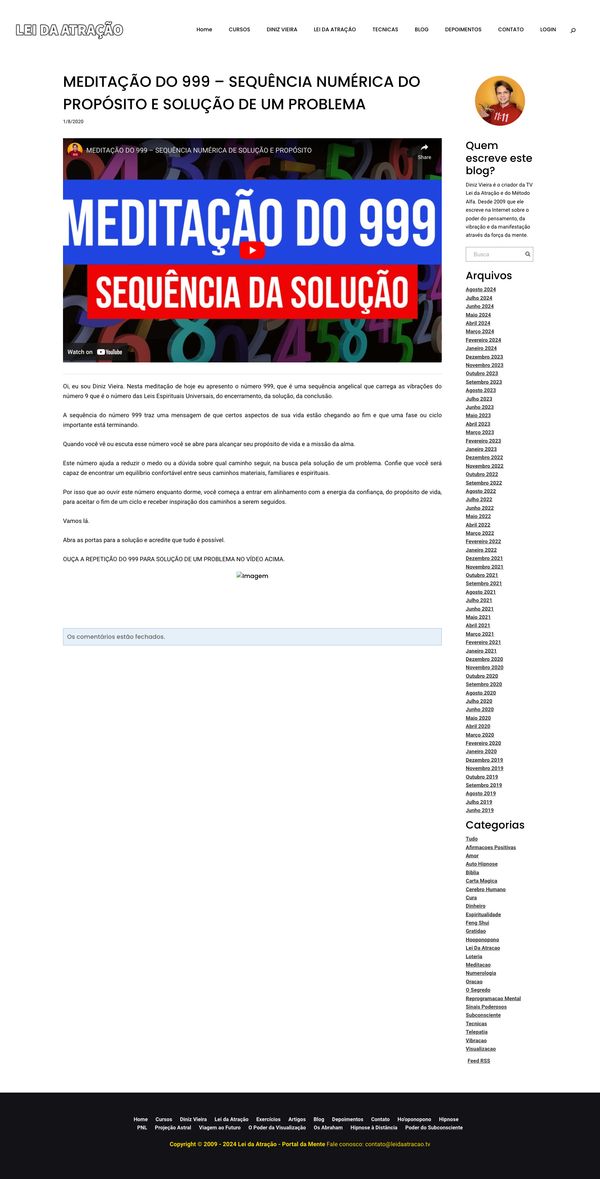 LEI DA ATRAÇÃO
Home CURSOS DINIZ VIEIRA LEI DA ATRAÇÃO TECNICAS BLOG DEPOIMENTOS CONTATO LOGIN
MEDITAÇÃO DO 999 – SEQUÊNCIA NUMÉRICA DO
PROPÓSITO E SOLUÇÃO DE UM PROBLEMA
1/8/2020
MEDITAÇÃO DO 999 – SEQUÊNCIA NUMÉRICA DE SOLUÇÃO E PROPÓSITO
Share
MEDITAÇÃO DO 999
SEQUÊNCIA DA SOLUÇÃO
Watch on YouTube
Oi, eu sou Diniz Vieira. Nesta meditação de hoje eu apresento o número 999, que é uma sequência angelical que carrega as vibrações do
número 9 que é o número das Leis Espirituais Universais, do encerramento, da solução, da conclusão.
A sequência do número 999 traz uma mensagem de que certos aspectos de sua vida estão chegando ao fim e que uma fase ou ciclo
importante está terminando.
Quando você vê ou escuta esse número você se abre para alcançar seu propósito de vida e a missão da alma.
Este número ajuda a reduzir o medo ou a dúvida sobre qual caminho seguir, na busca pela solução de um problema. Confie que você será
capaz de encontrar um equilíbrio confortável entre seus caminhos materiais, familiares e espirituais.
Por isso que ao ouvir este número enquanto dorme, você começa a entrar em alinhamento com a energia da confiança, do propósito de vida,
para aceitar o fim de um ciclo e receber inspiração dos caminhos a serem seguidos.
Vamos lá.
Abra as portas para a solução e acredite que tudo é possível.
OUÇA A REPETIÇÃO DO 999 PARA SOLUÇÃO DE UM PROBLEMA NO VÍDEO ACIMA.
Imagem
Os comentários estão fechados.
11:11
Quem
escreve este
blog?
Diniz Vieira é o criador da TV
Lei da Atração e do Método
Alfa. Desde 2009 que ele
escreve na Internet sobre o
poder do pensamento, da
vibração e da manifestação
através da força da mente.
Busca
Arquivos
Agosto 2024
Julho 2024
Junho 2024
Maio 2024
Abril 2024
Março 2024
Fevereiro 2024
Janeiro 2024
Dezembro 2023
Novembro 2023
Outubro 2023
Setembro 2023
Agosto 2023
Julho 2023
Junho 2023
Maio 2023
Abril 2023
Março 2023
Fevereiro 2023
Janeiro 2023
Dezembro 2022
Novembro 2022
Outubro 2022
Setembro 2022
Agosto 2022
Julho 2022
Junho 2022
Maio 2022
Abril 2022
Março 2022
Fevereiro 2022
Janeiro 2022
Dezembro 2021
Novembro 2021
Outubro 2021
Setembro 2021
Agosto 2021
Julho 2021
Junho 2021
Maio 2021
Abril 2021
Março 2021
Fevereiro 2021
Janeiro 2021
Dezembro 2020
Novembro 2020
Outubro 2020
Setembro 2020
Agosto 2020
Julho 2020
Junho 2020
Maio 2020
Abril 2020
Março 2020
Fevereiro 2020
Janeiro 2020
Dezembro 2019
Novembro 2019
Outubro 2019
Setembro 2019
Agosto 2019
Julho 2019
Junho 2019
Categorias
Tudo
Afirmacoes Positivas
Amor
Auto Hipnose
Bíblia
Carta Magica
Cerebro Humano
Cura
Dinheiro
Espiritualidade
Feng Shui
Gratidao
Hooponopono
Lei Da Atracao
Loteria
Meditacao
Numerologia
Oracao
O Segredo
Reprogramacao Mental
Sinais Poderosos
Subconsciente
Tecnicas
Telepatia
Vibracao
Visualizacao
Feed RSS
Home Cursos Diniz Vieira Lei da Atração Exercícios Artigos Blog Depoimentos Contato Ho'oponopono Hipnose
PNL Projeção Astral Viagem ao Futuro O Poder da Visualização Os Abraham Hipnose à Distância Poder do Subconsciente
Copyright © 2009 - 2024 Lei da Atração - Portal da Mente Fale conosco: contato@leidaatracao.tv